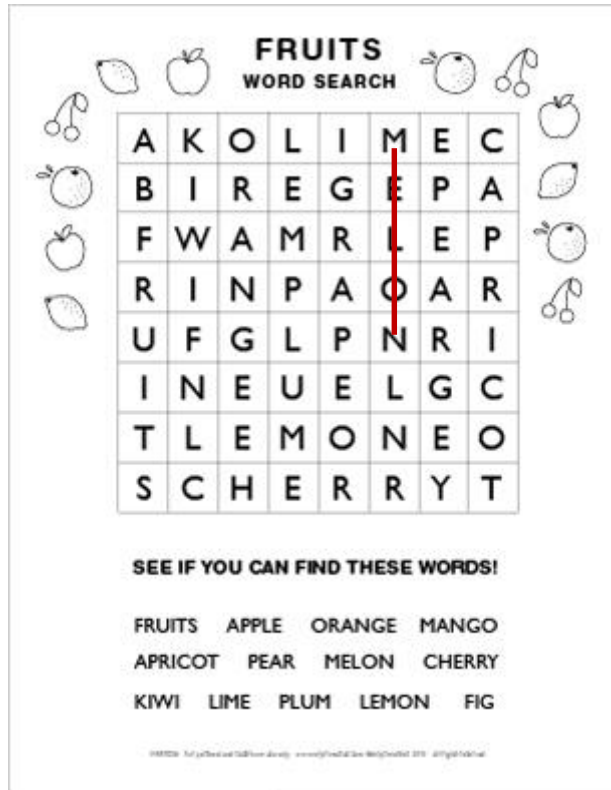 FRUITS
WORD SEARCH
A K O L I M E C
B I R E G E P A
F W A M R L E P
R I N P A O A R
U F G L P N R I
I N E U E L G C
T L E M O N E O
S C H E R R Y T
SEE IF YOU CAN FIND THESE WORDS!
FRUITS APPLE ORANGE MANGO
APRICOT PEAR MELON CHERRY
KIWI LIME PLUM LEMON FIG